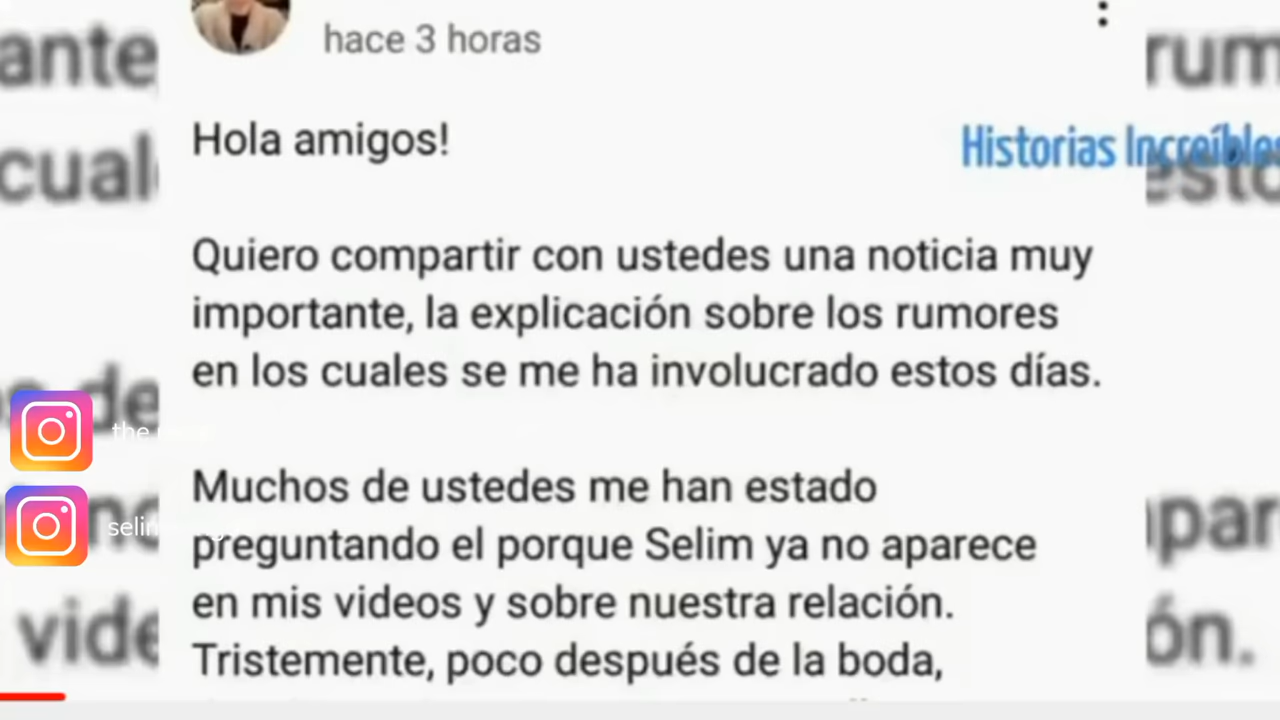 hace 3 horas
Hola amigos!
Historias Increíbles
Quiero compartir con ustedes una noticia muy
importante, la explicación sobre los rumores
en los cuales se me ha involucrado estos días.
Muchos de ustedes me han estado
preguntando el porque Selim ya no aparece
en mis videos y sobre nuestra relación.
Tristemente, poco después de la boda,
the